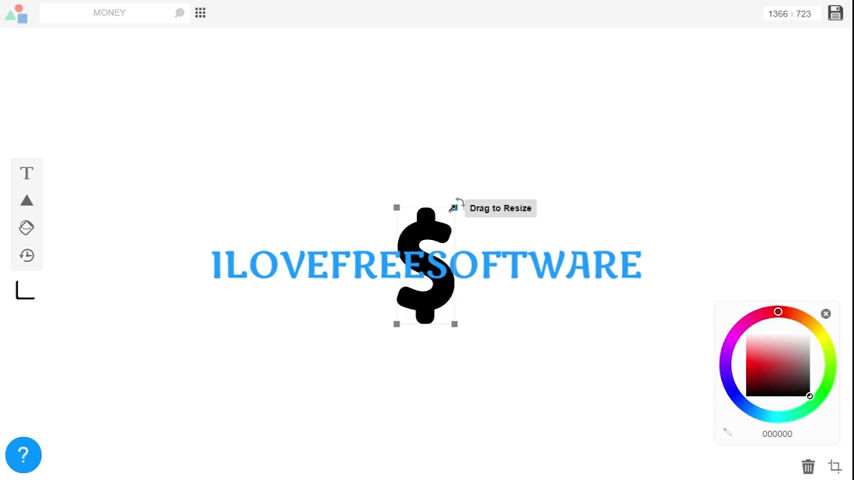 MONEY
1366 x 723
T
Drag to Resize
$
ILOVEFREESOFTWARE
000000
?